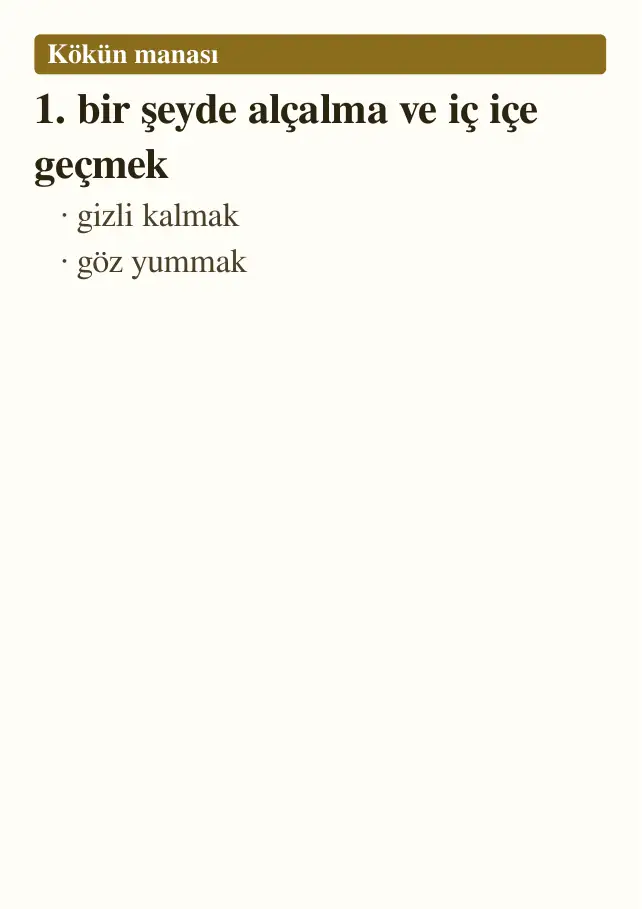 Kökün manası
1. bir şeyde alçalma ve iç içe
geçmek
· gizli kalmak
· göz yummak